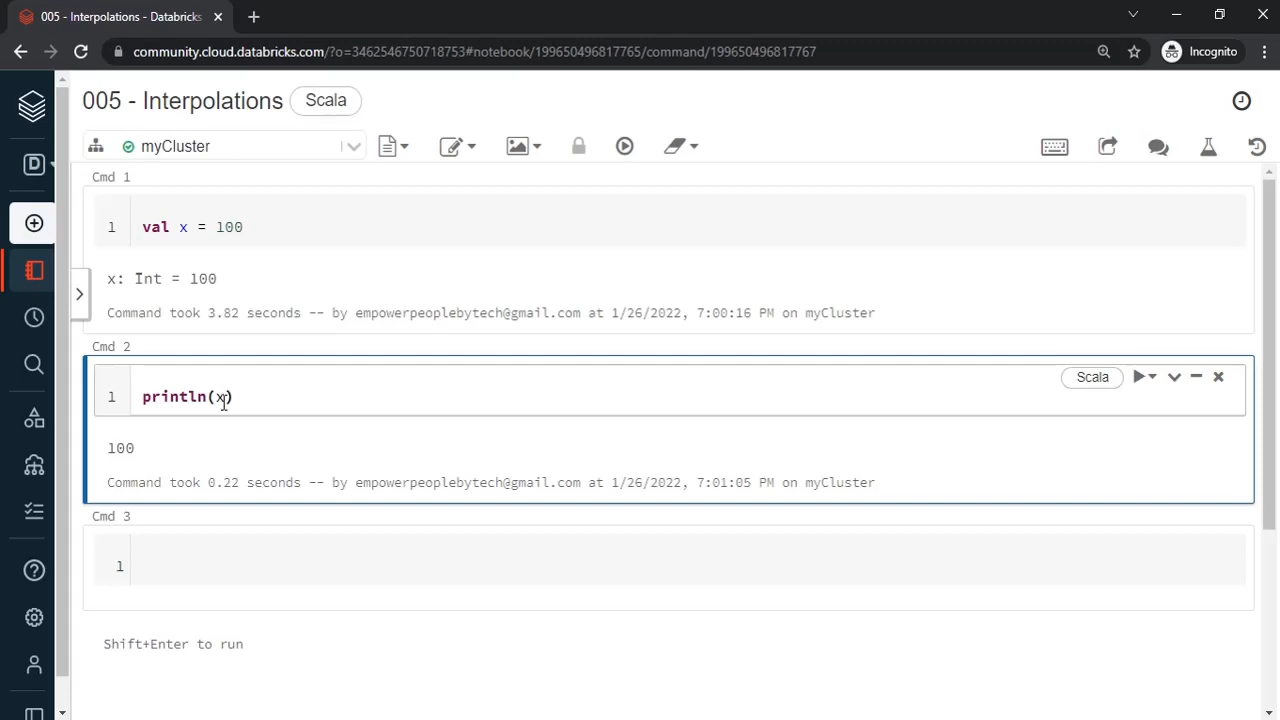 005 - Interpolations - Databricks
community.cloud.databricks.com/?o=3462546750718753#notebook/199650496817765/command/199650496817767
Incognito
005 - Interpolations Scala
D
myCluster
Cmd 1
1 val x = 100
x: Int = 100
Command took 3.82 seconds -- by empowerpeoplebytech@gmail.com at 1/26/2022, 7:00:16 PM on myCluster
Cmd 2
Scala
1 println(x)
100
Command took 0.22 seconds -- by empowerpeoplebytech@gmail.com at 1/26/2022, 7:01:05 PM on myCluster
Cmd 3
1
Shift+Enter to run